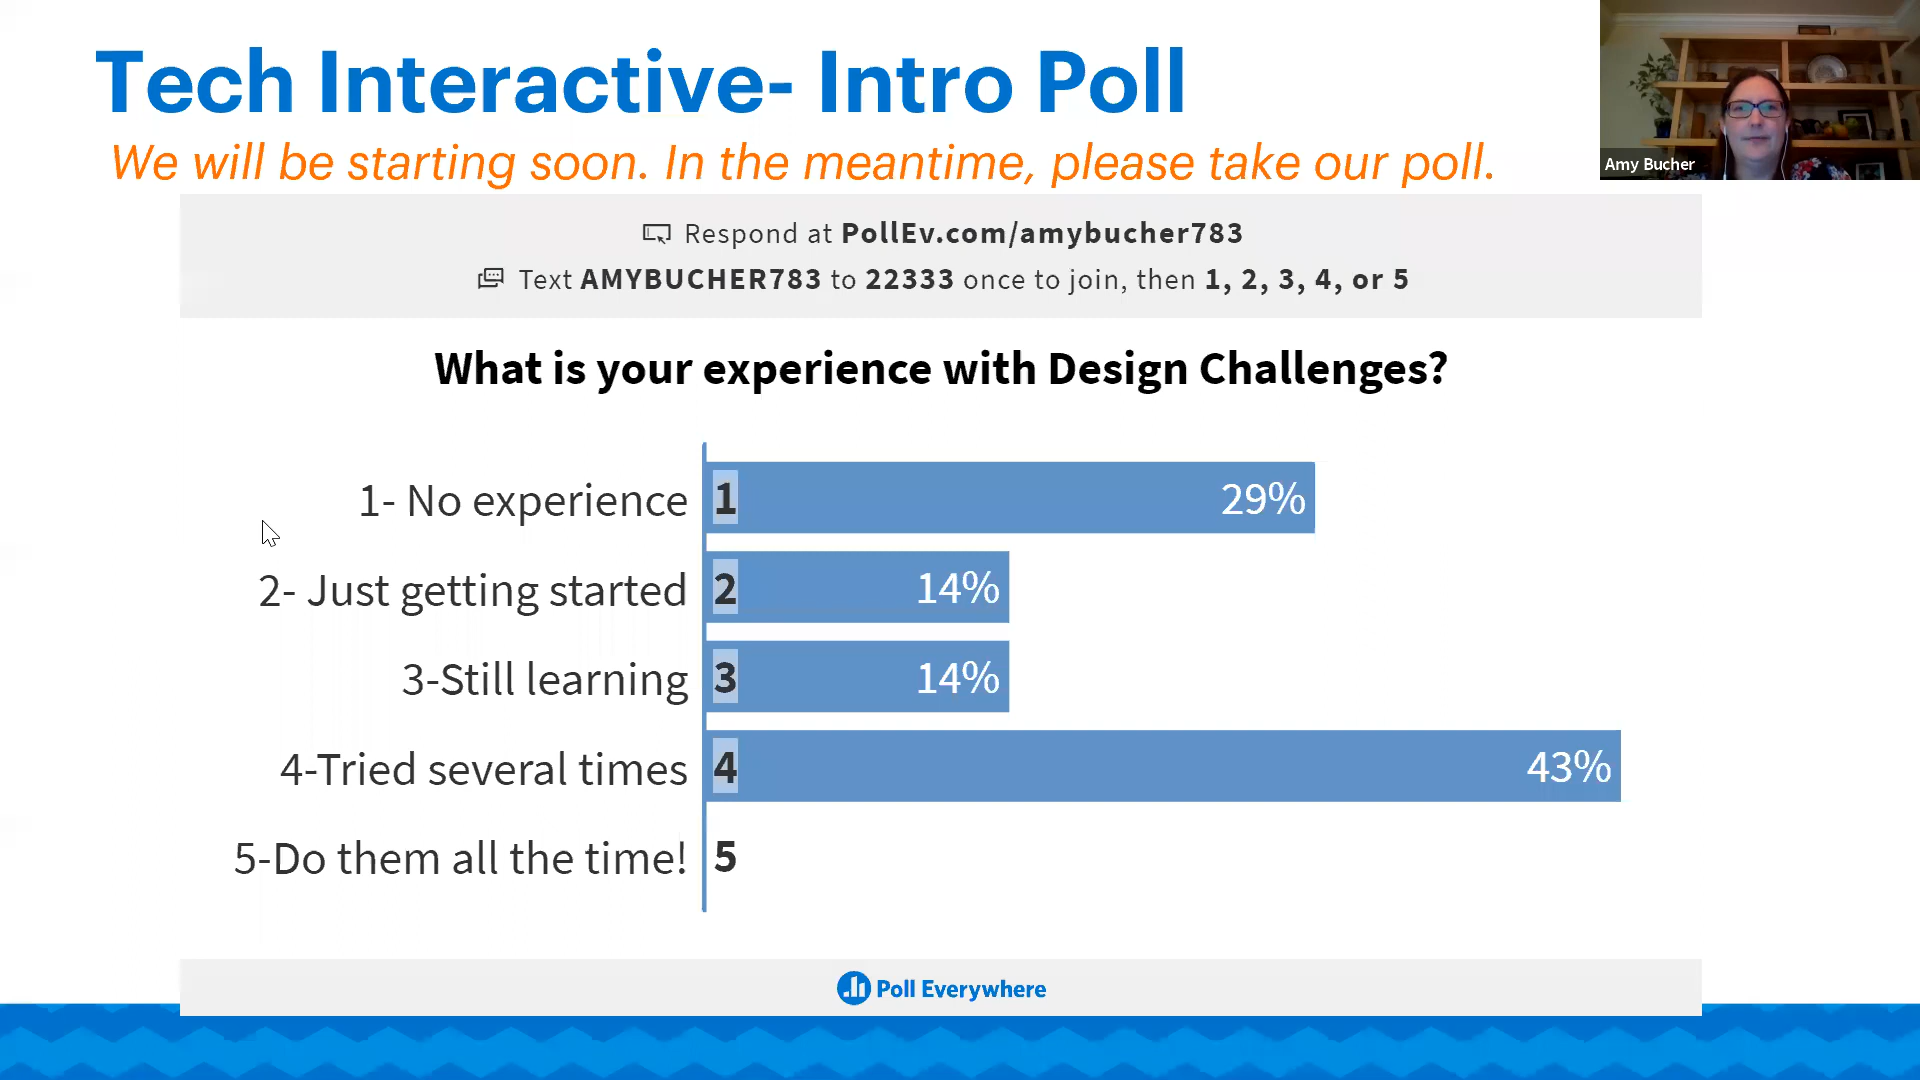 Tech Interactive- Intro Poll
We will be starting soon. In the meantime, please take our poll.
Amy Bucher
Respond at PollEv.com/amybucher783
Text AMYBUCHER783 to 22333 once to join, then 1, 2, 3, 4, or 5
What is your experience with Design Challenges?
1- No experience 1 29%
2- Just getting started 2 14%
3-Still learning 3 14%
4-Tried several times 4 43%
5-Do them all the time! 5
Poll Everywhere